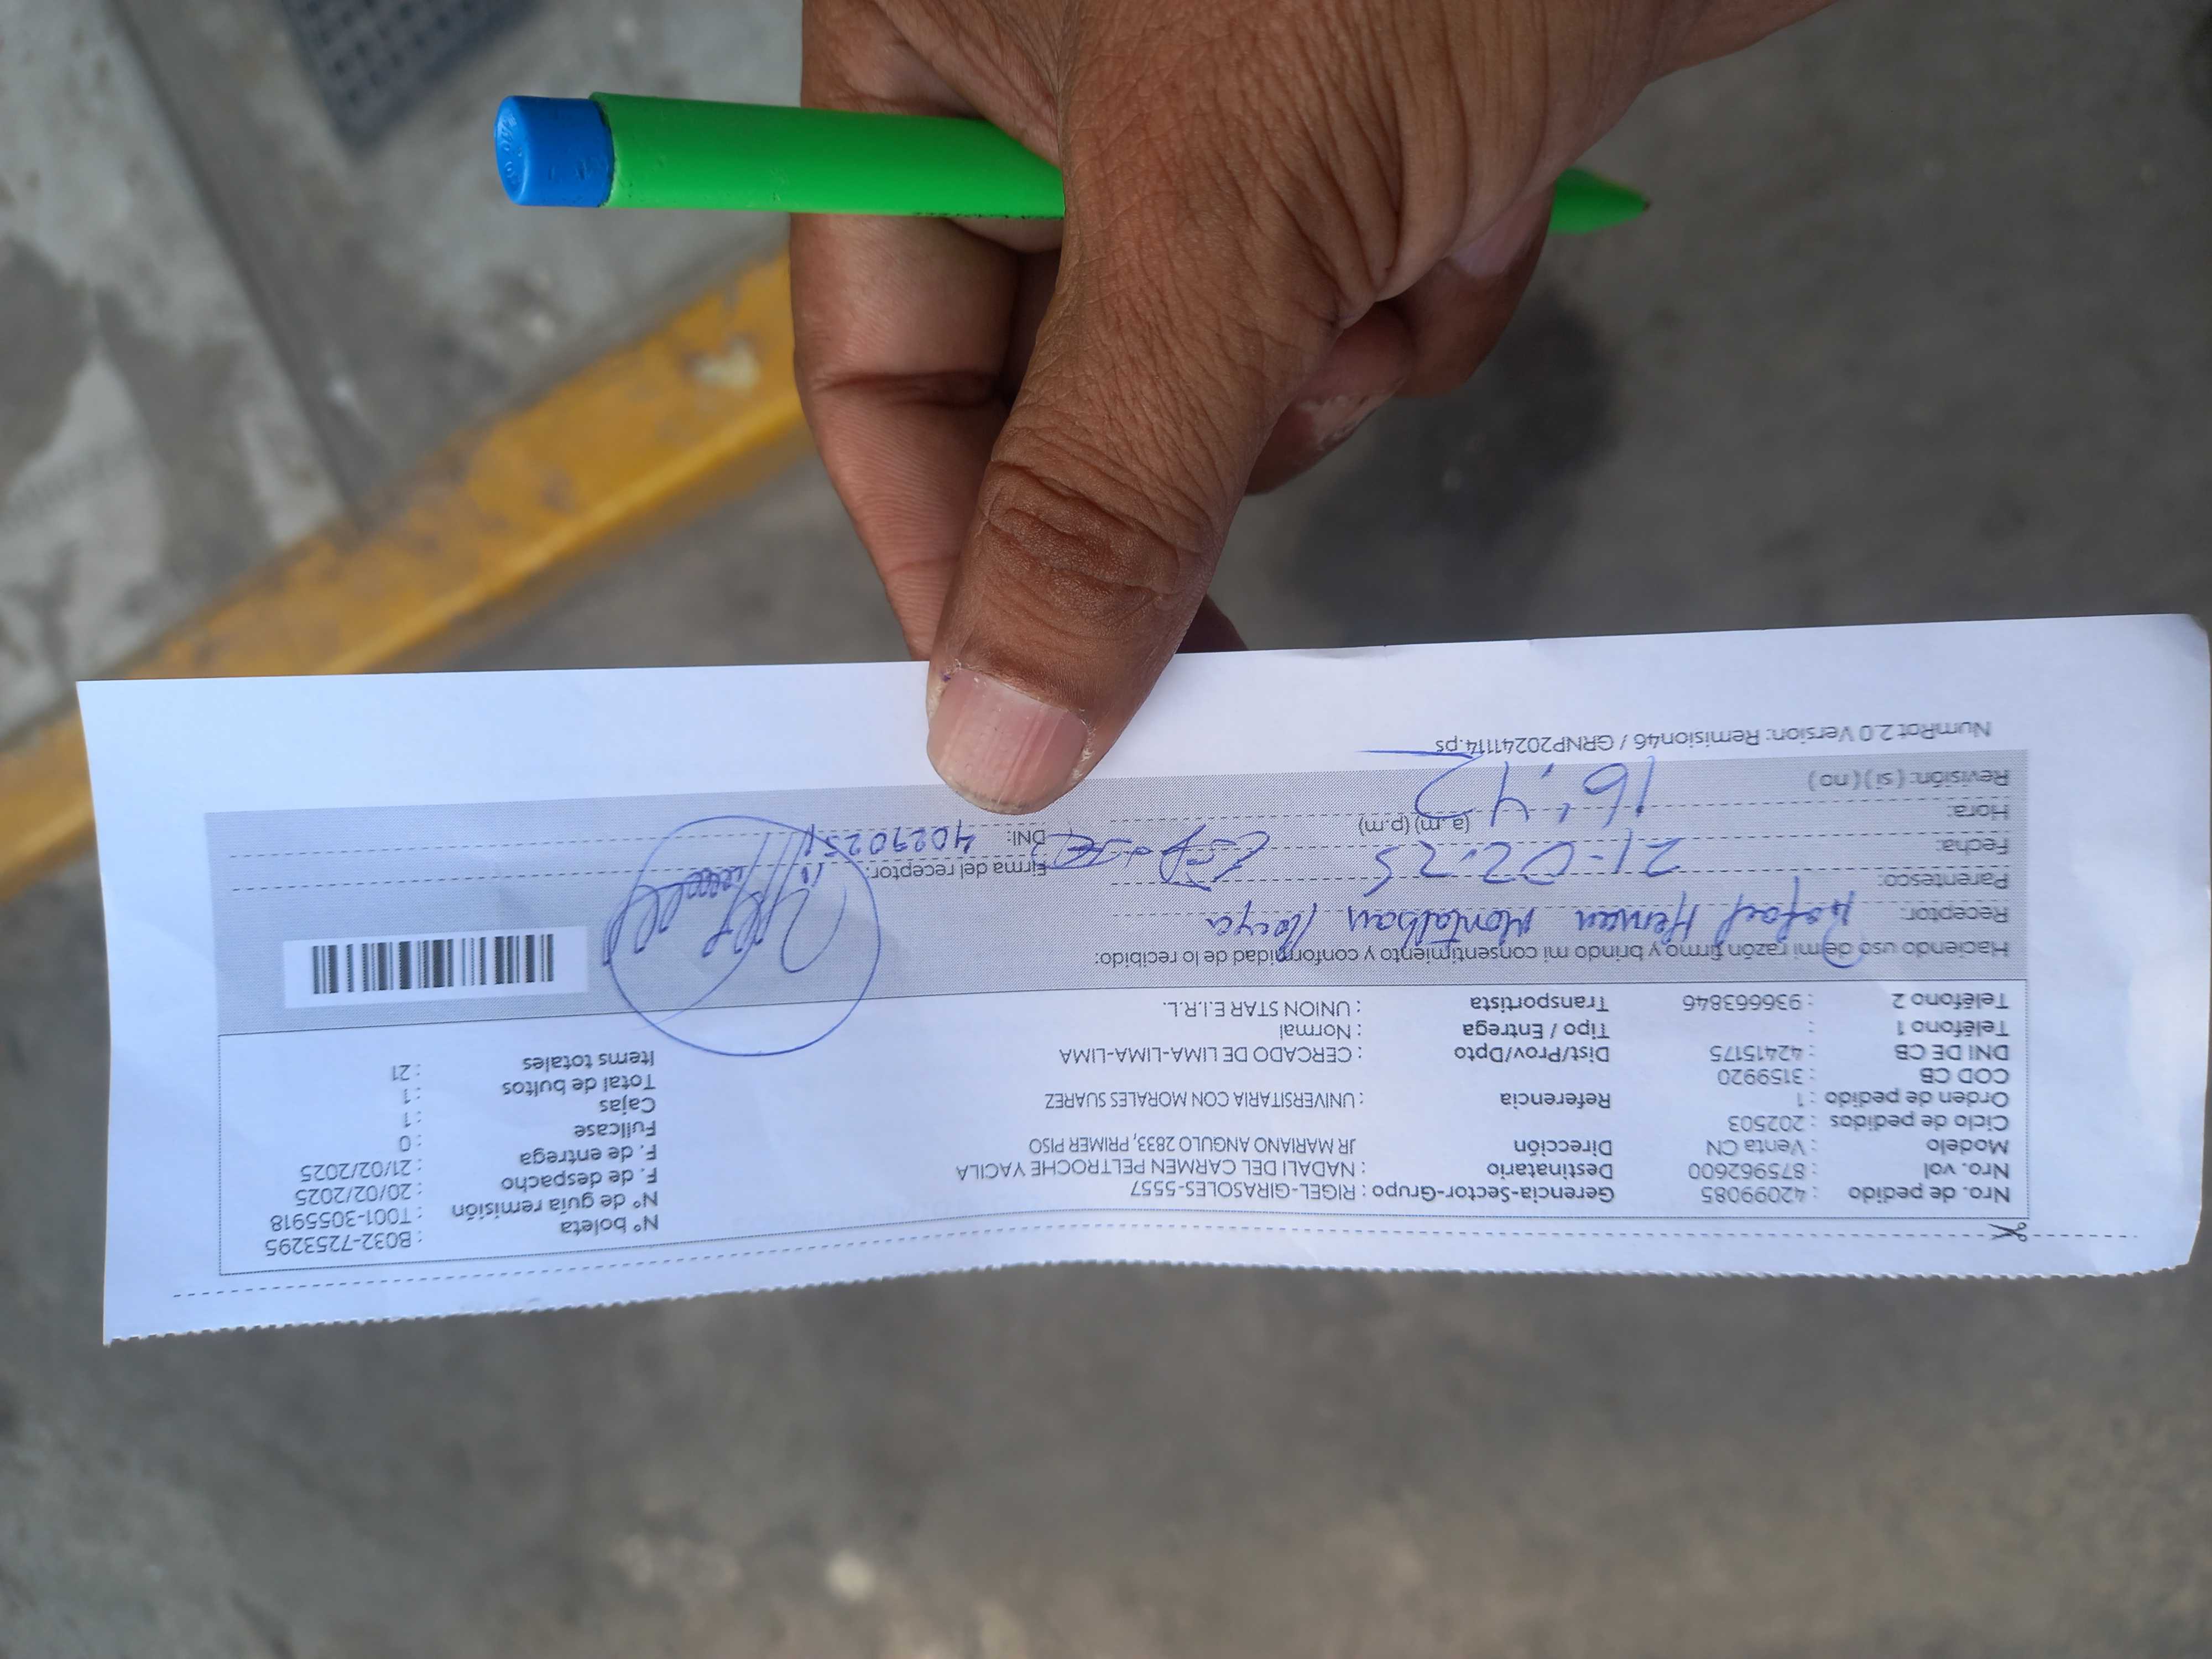 Nro. de pedido : 42099085 Gerencia-Sector-Grupo : RIGEL-GIRASOLES-5557 N° boleta : B032-7253295
Nro. vol : 875962600 Destinatario : NADALI DEL CARMEN PELTROCHE YACILA N° de guía remisión : T001-3055918
Modelo : Venta CN Dirección JR MARIANO ANGULO 2833, PRIMER PISO F. de despacho : 20/02/2025
Ciclo de pedidos : 202503 F. de entrega : 21/02/2025
Orden de pedido : 1 Referencia : UNIVERSITARIA CON MORALES SUAREZ Fullcase : 0
COD CB : 3159920 Cajas : 1
DNI DE CB : 42415175 Dist/Prov/Dpto : CERCADO DE LIMA-LIMA-LIMA Total de bultos : 1
Teléfono 1 : Tipo / Entrega : Normal Items totales : 21
Teléfono 2 : 936663846 Transportista : UNION STAR E.I.R.L.
Haciendo uso de mi razón firmo y brindo mi consentimiento y conformidad de lo recibido:
Receptor: Rafael Hernan Montalban
Parentesco: Firma del receptor:
Fecha: 21-02-25 DNI: 
Hora: 16:42 (a.m) (p.m)
Revisión: ( si ) ( no )
NumRot 2.0 Version: Remision46 / GRNP20241114.ps